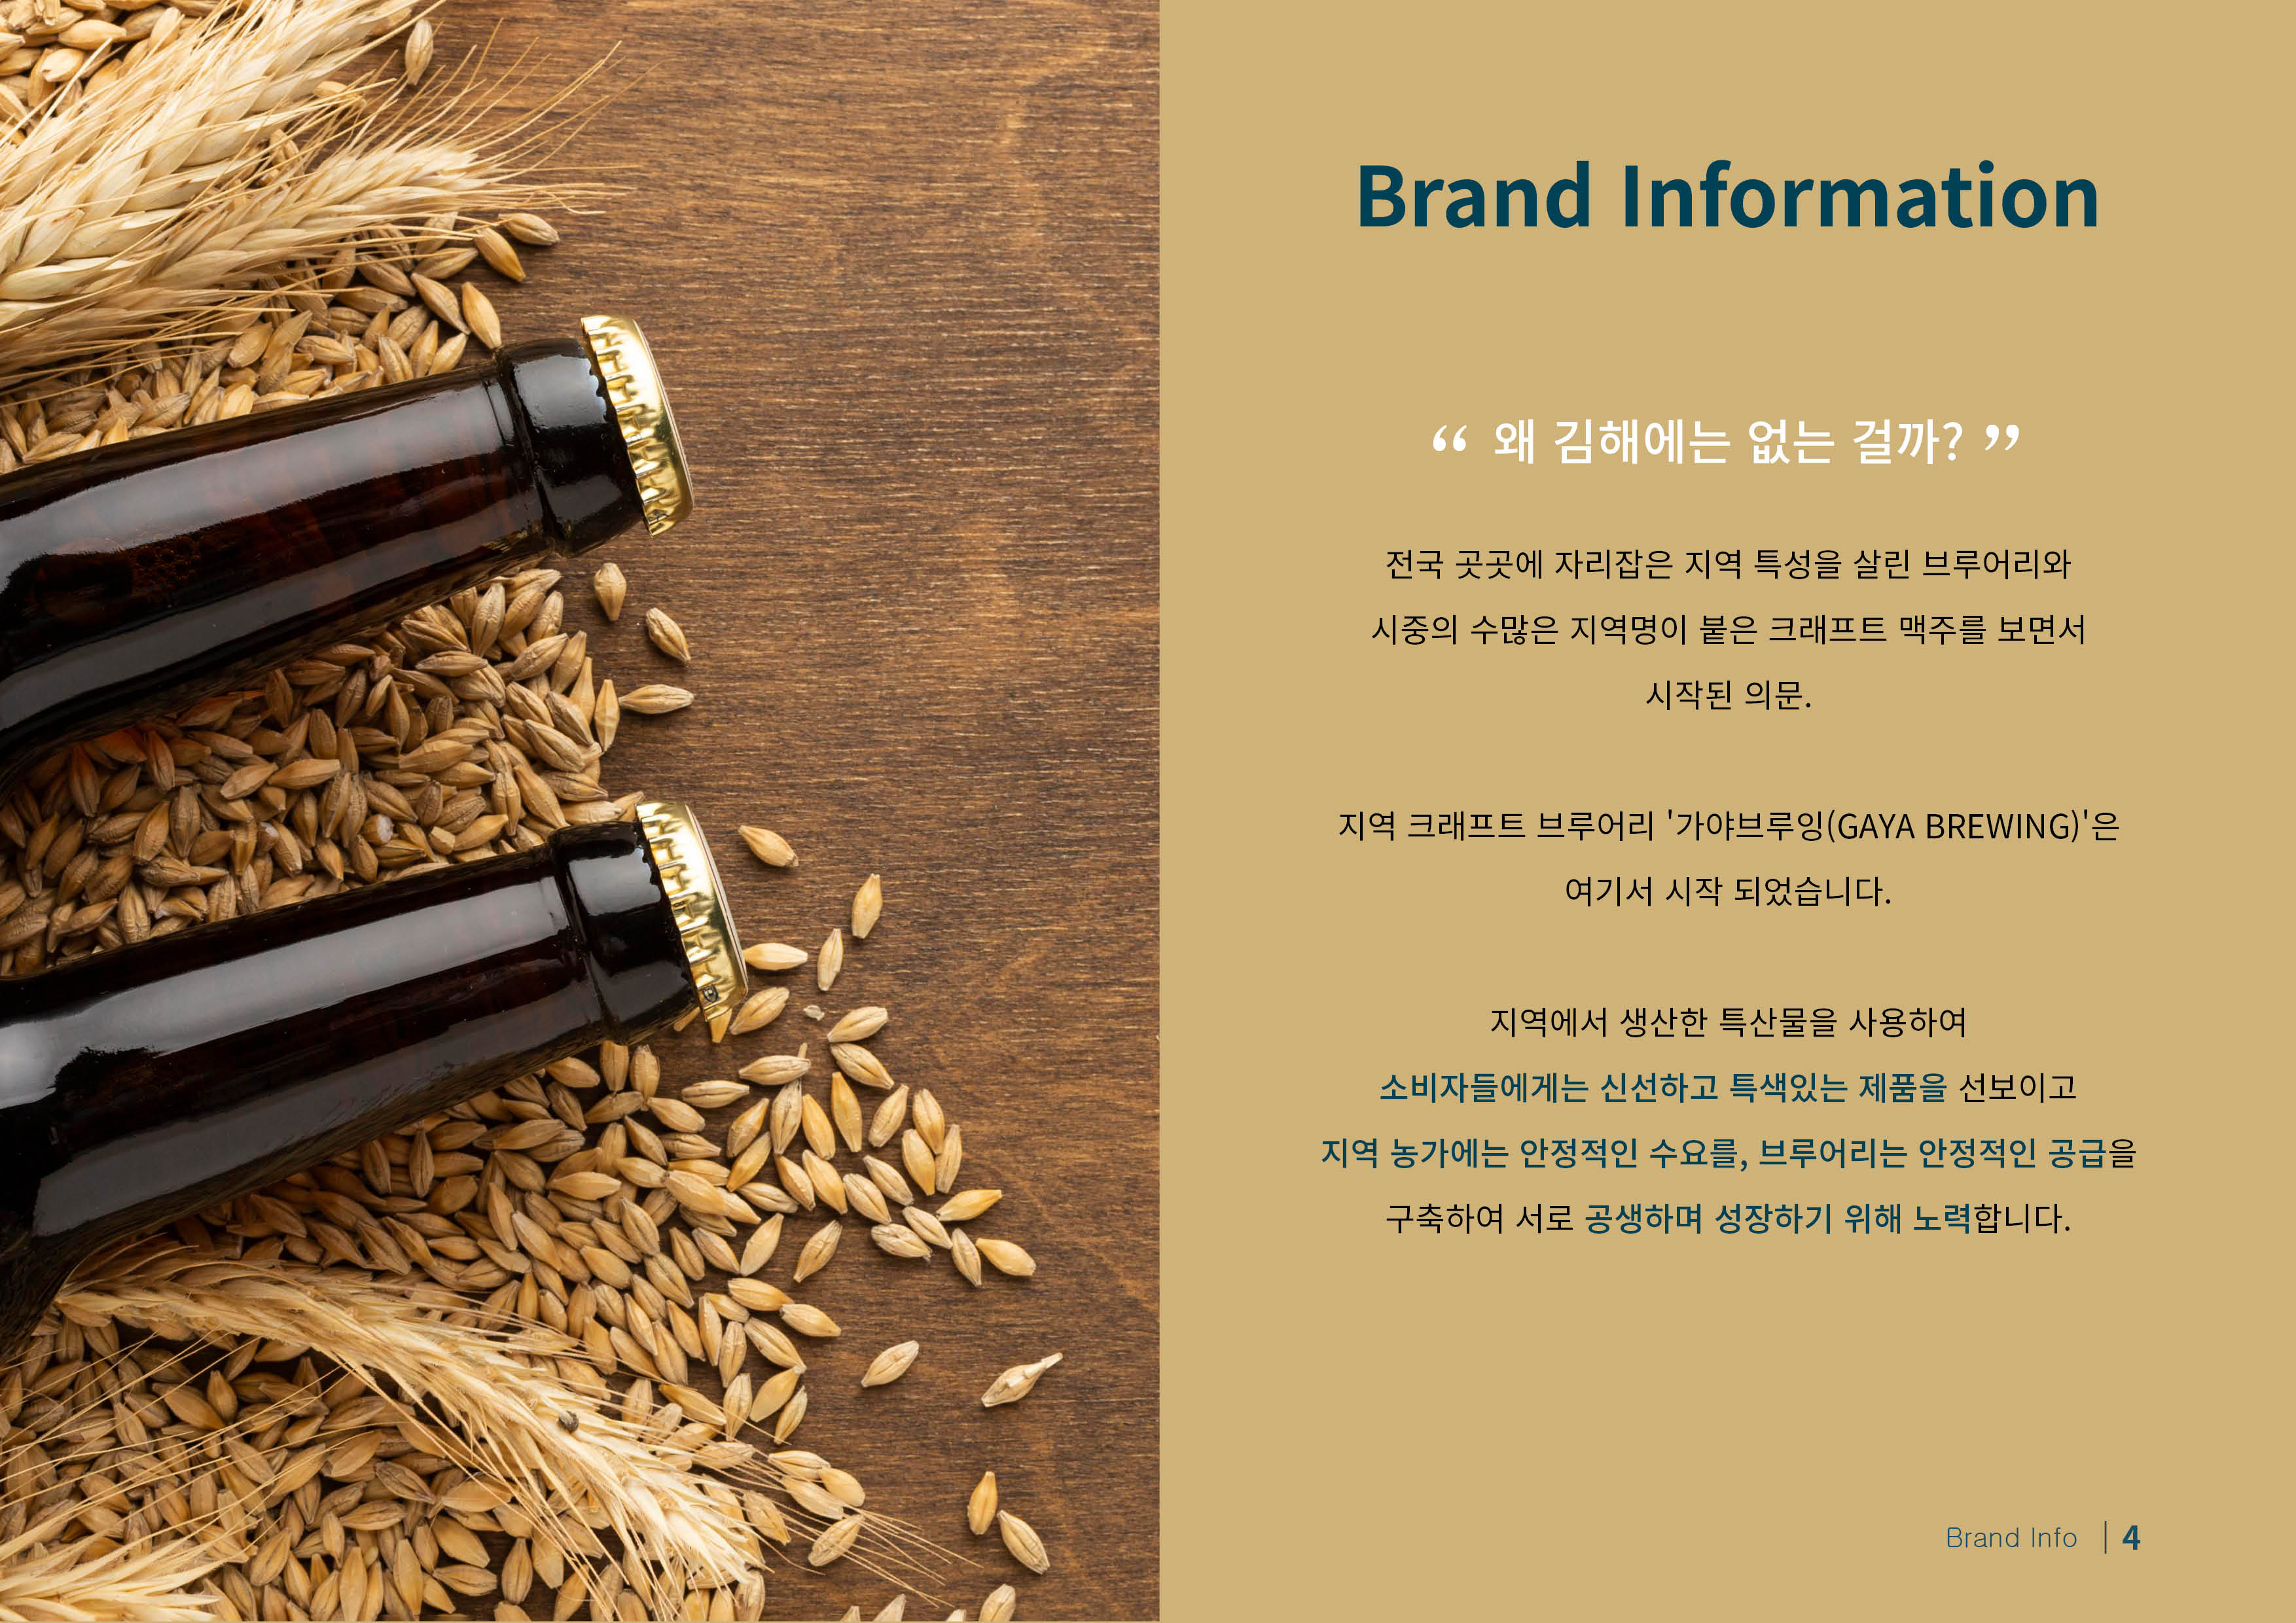 Brand Information
“ 왜 김해에는 없는 걸까? ”
전국 곳곳에 자리잡은 지역 특성을 살린 브루어리와
시중의 수많은 지역명이 붙은 크래프트 맥주를 보면서
시작된 의문.
지역 크래프트 브루어리 '가야브루잉(GAYA BREWING)'은
여기서 시작 되었습니다.
지역에서 생산한 특산물을 사용하여
소비자들에게는 신선하고 특색있는 제품을 선보이고
지역 농가에는 안정적인 수요를, 브루어리는 안정적인 공급을
구축하여 서로 공생하며 성장하기 위해 노력합니다.
Brand Info | 4